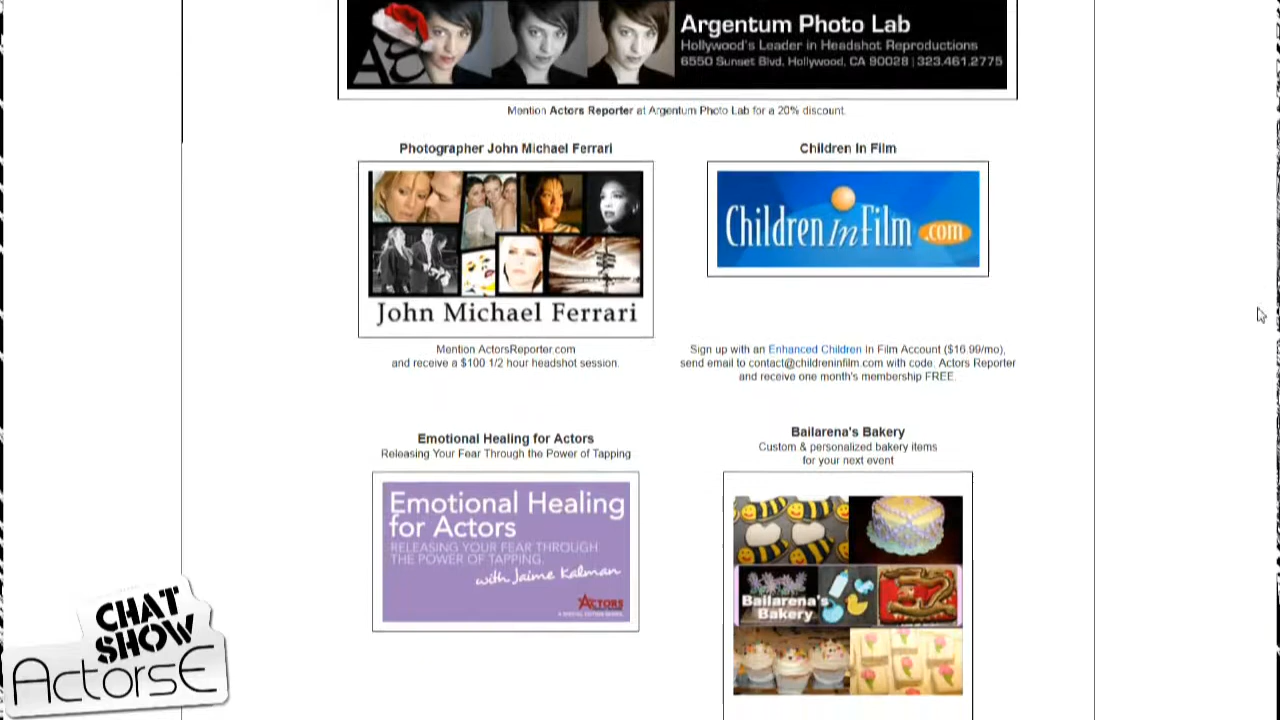 Argentum Photo Lab
Hollywood's Leader in Headshot Reproductions
6550 Sunset Blvd. Hollywood, CA 90028 | 323.461.2775
Mention Actors Reporter at Argentum Photo Lab for a 20% discount.
Photographer John Michael Ferrari
John Michael Ferrari
Mention ActorsReporter.com
and receive a $100 1/2 hour headshot session.
Children In Film
ChildrenInFilm.com
Sign up with an Enhanced Children In Film Account ($16.99/mo),
send email to contact@childreninfilm.com with code: Actors Reporter
and receive one month's membership FREE.
Emotional Healing for Actors
Releasing Your Fear Through the Power of Tapping
Emotional Healing
for Actors
RELEASING YOUR FEAR THROUGH
THE POWER OF TAPPING.
with Jaime Kalman
ACTORS
Bailarena's Bakery
Custom & personalized bakery items
for your next event
Bailarena's
Bakery
CHAT
SHOW
ActorsE